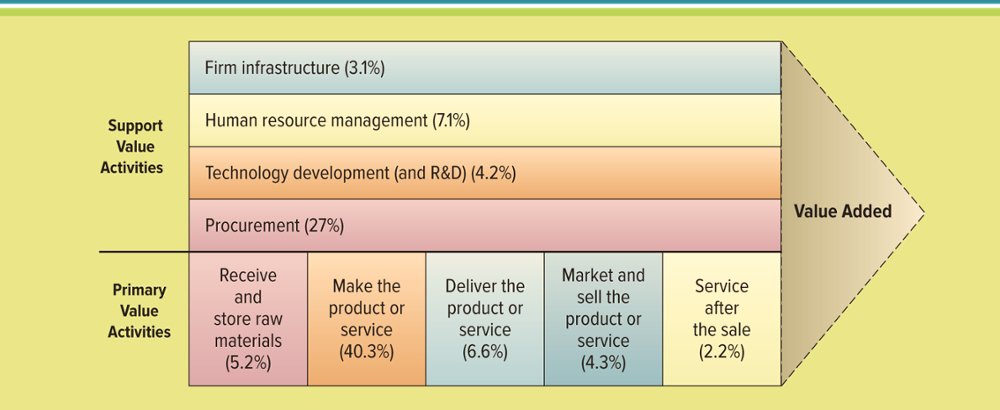 Firm infrastructure (3.1%)
Human resource management (7.1%)
Technology development (and R&D) (4.2%)
Procurement (27%)
Support
Value
Activities
Value Added
Primary
Value
Activities
Receive
and
store raw
materials
(5.2%)
Make the
product or
service
(40.3%)
Deliver the
product or
service
(6.6%)
Market and
sell the
product or
service
(4.3%)
Service
after
the sale
(2.2%)